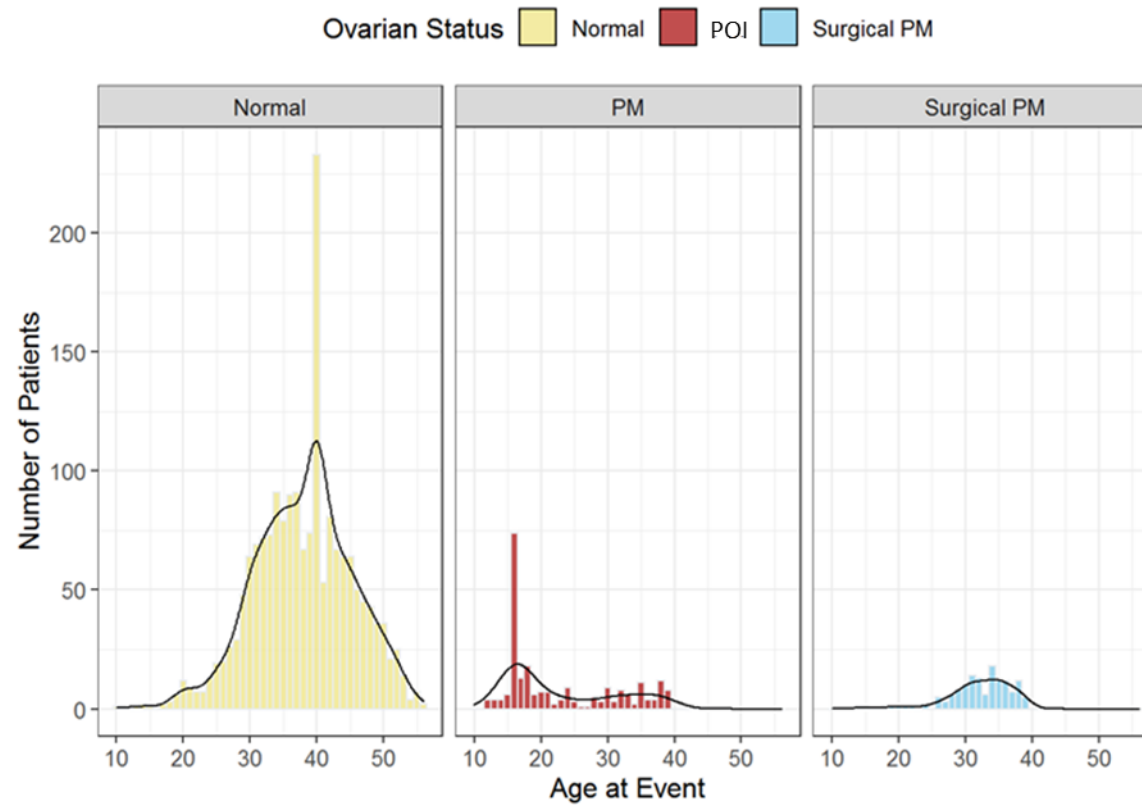 Ovarian Status Normal POI Surgical PM
Normal PM Surgical PM
Number of Patients
200
150
100
50
0
10 20 30 40 50 10 20 30 40 50 10 20 30 40 50
Age at Event